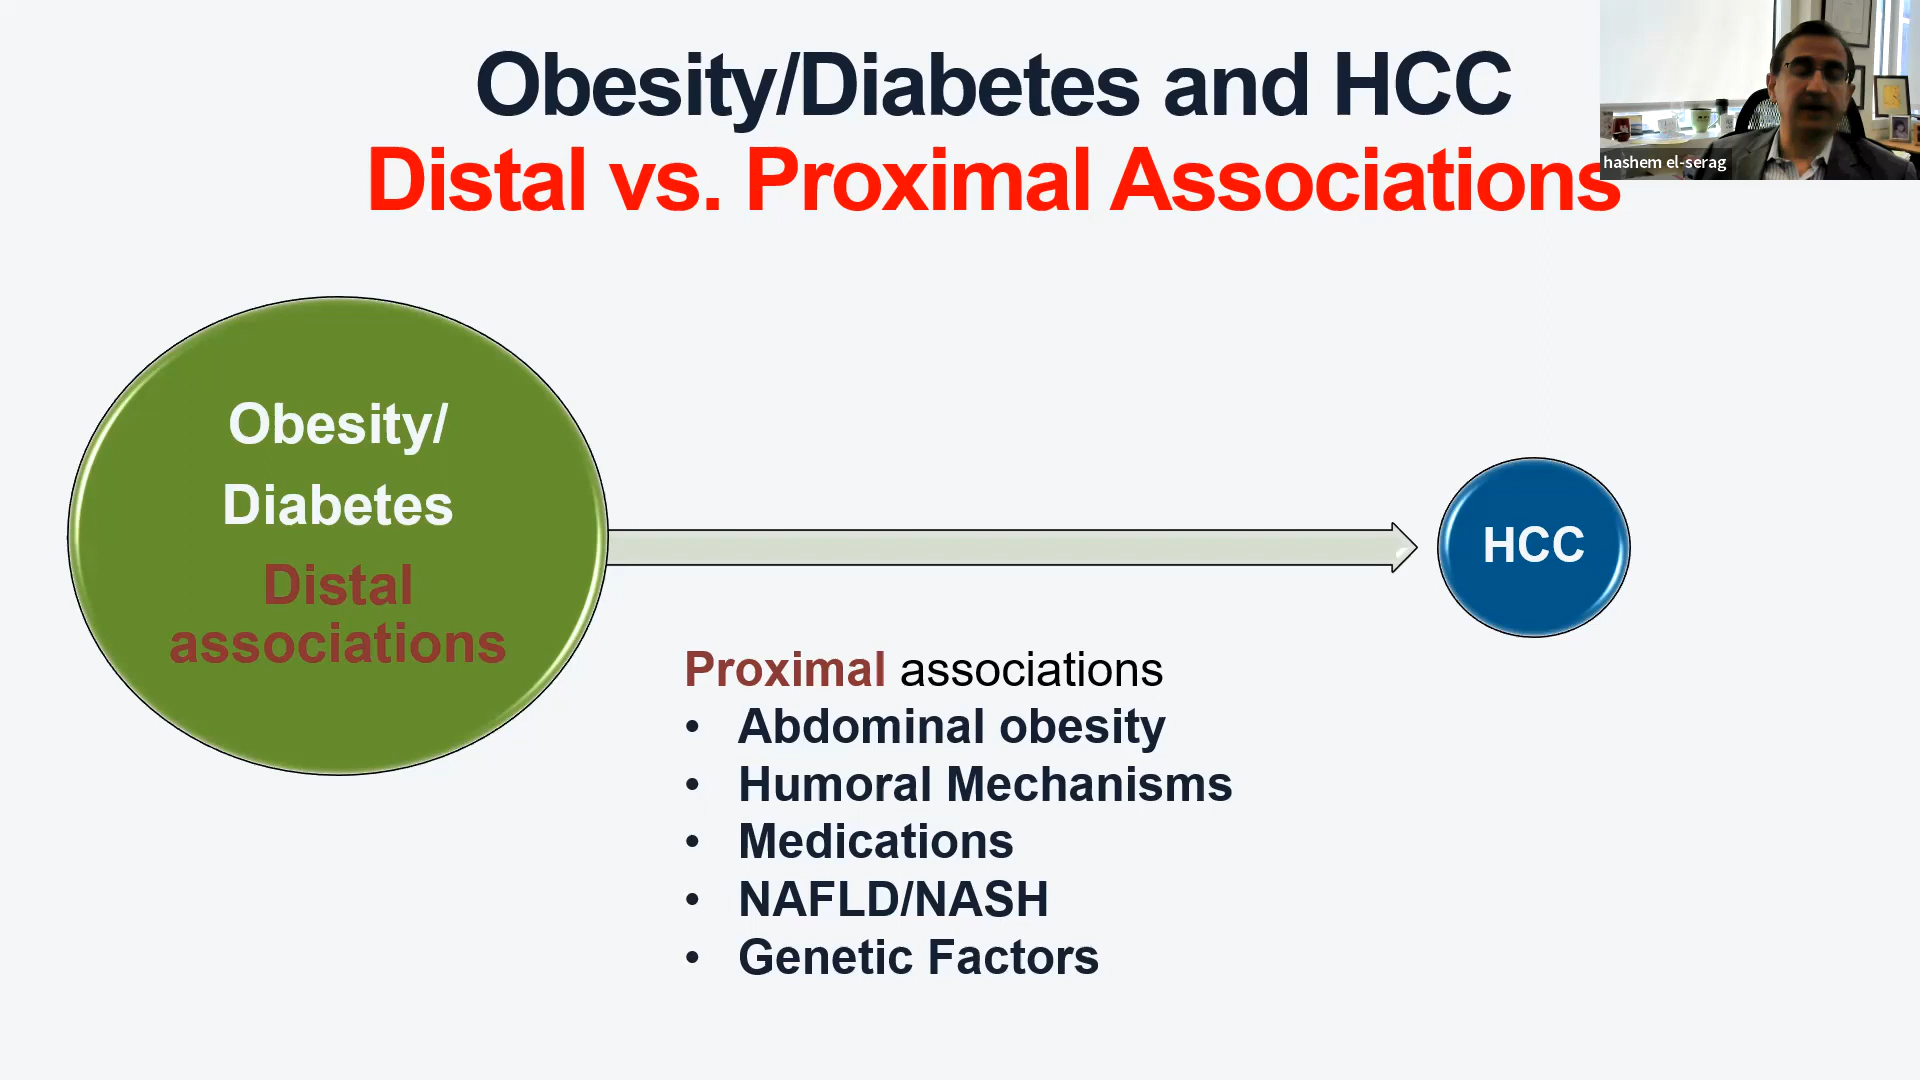 Obesity/Diabetes and HCC
Distal vs. Proximal Associations
hashem el-serag
Obesity/
Diabetes
Distal
associations
HCC
Proximal associations
• Abdominal obesity
• Humoral Mechanisms
• Medications
• NAFLD/NASH
• Genetic Factors